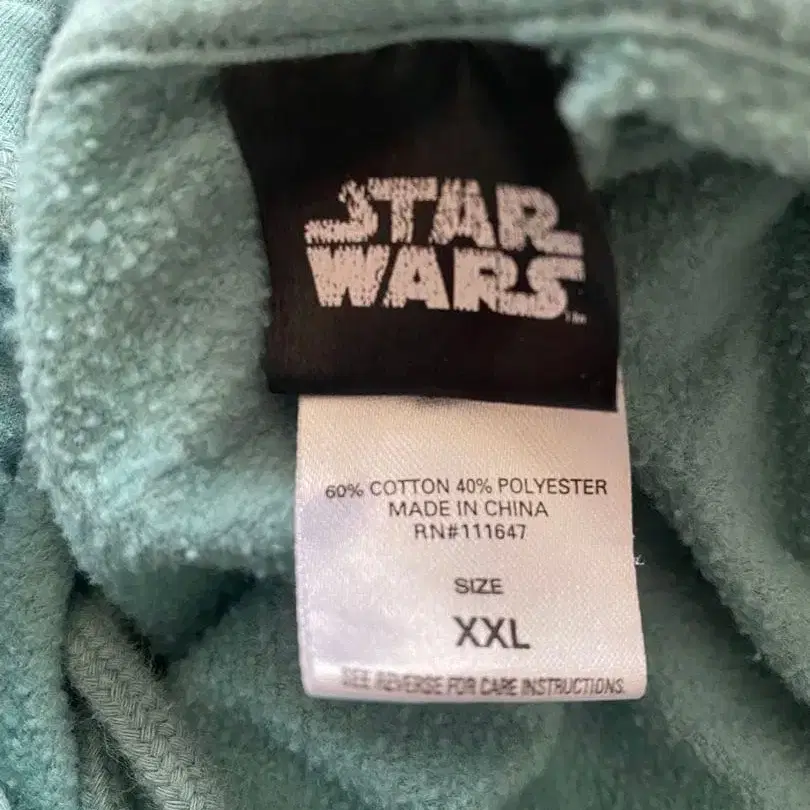 STAR
WARS
60% COTTON 40% POLYESTER
MADE IN CHINA
RN#111647
SIZE
XXL
SEE REVERSE FOR CARE INSTRUCTIONS